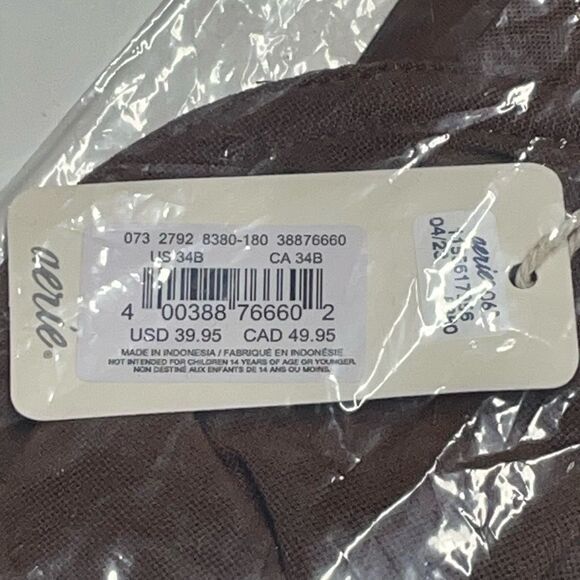 aerie®
073 2792 8380-180 38876660
US 34B CA 34B
4 00388 76660 2
USD 39.95 CAD 49.95
MADE IN INDONESIA / FABRIQUÉ EN INDONÉSIE
NOT INTENDED FOR CHILDREN 14 YEARS OF AGE OR YOUNGER.
NON DESTINÉ AUX ENFANTS DE 14 ANS OU MOINS.
aerie